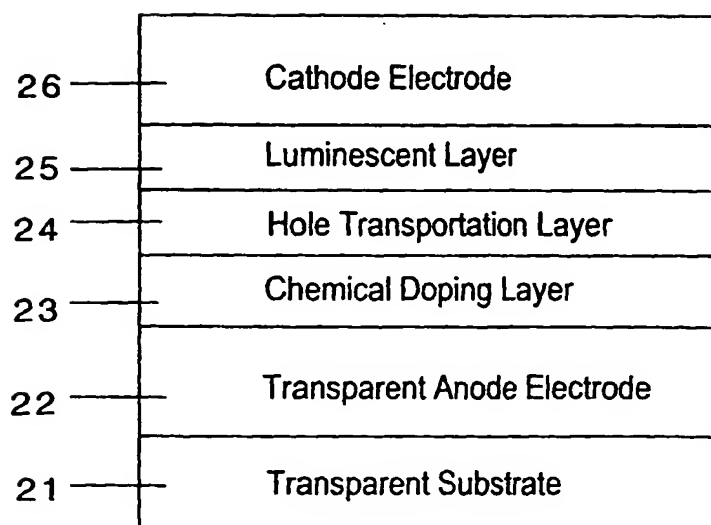 26 Cathode Electrode
25 Luminescent Layer
24 Hole Transportation Layer
23 Chemical Doping Layer
22 Transparent Anode Electrode
21 Transparent Substrate